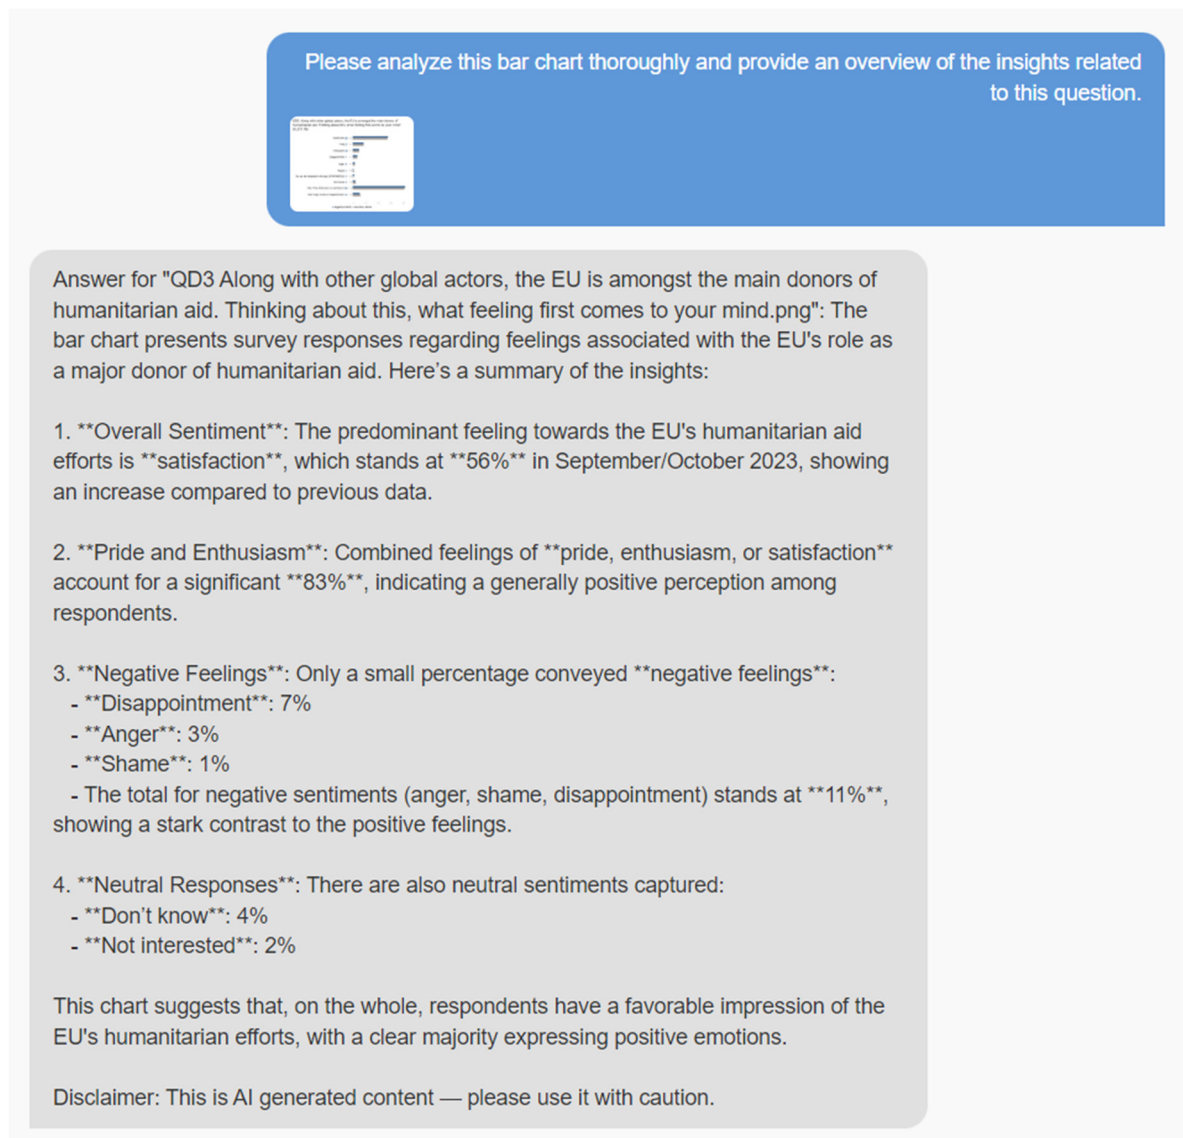 Please analyze this bar chart thoroughly and provide an overview of the insights related
to this question.
Answer for "QD3 Along with other global actors, the EU is amongst the main donors of
humanitarian aid. Thinking about this, what feeling first comes to your mind.png": The
bar chart presents survey responses regarding feelings associated with the EU's role as
a major donor of humanitarian aid. Here's a summary of the insights:
1. **Overall Sentiment**: The predominant feeling towards the EU's humanitarian aid
efforts is **satisfaction**, which stands at **56%** in September/October 2023, showing
an increase compared to previous data.
2. **Pride and Enthusiasm**: Combined feelings of **pride, enthusiasm, or satisfaction**
account for a significant **83%**, indicating a generally positive perception among
respondents.
3. **Negative Feelings**: Only a small percentage conveyed **negative feelings**:
- **Disappointment**: 7%
- **Anger**: 3%
- **Shame**: 1%
- The total for negative sentiments (anger, shame, disappointment) stands at **11%**,
showing a stark contrast to the positive feelings.
4. **Neutral Responses**: There are also neutral sentiments captured:
- **Don't know**: 4%
- **Not interested**: 2%
This chart suggests that, on the whole, respondents have a favorable impression of the
EU's humanitarian efforts, with a clear majority expressing positive emotions.
Disclaimer: This is AI generated content — please use it with caution.